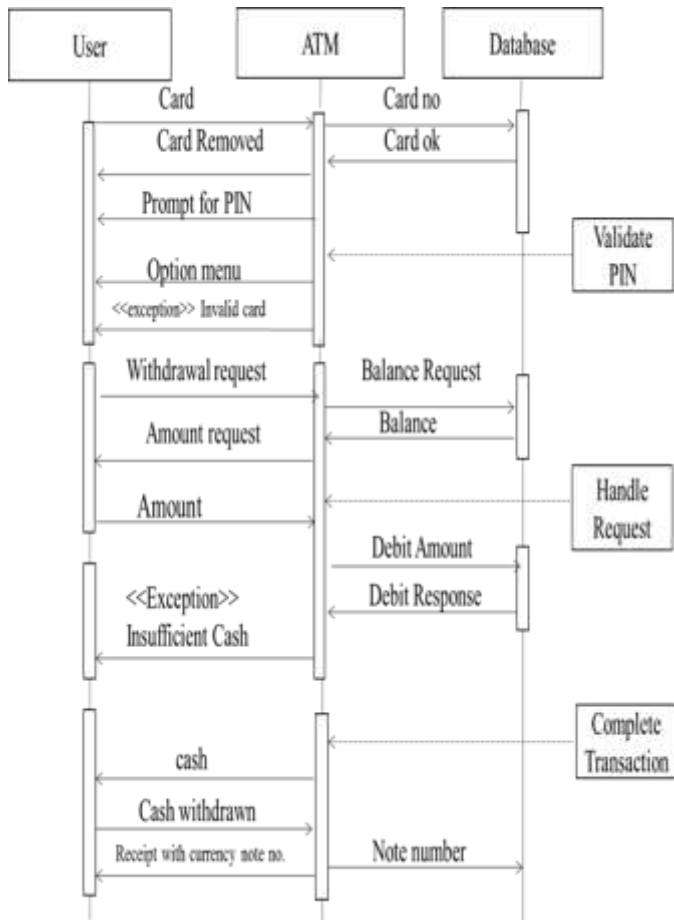 User
ATM
Database
Card
Card no
Card Removed
Card ok
Prompt for PIN
Validate
PIN
Option menu
<<exception>> Invalid card
Withdrawal request
Balance Request
Balance
Amount request
Handle
Request
Amount
Debit Amount
<<Exception>>
Insufficient Cash
Debit Response
Complete
Transaction
cash
Cash withdrawn
Receipt with currency note no.
Note number